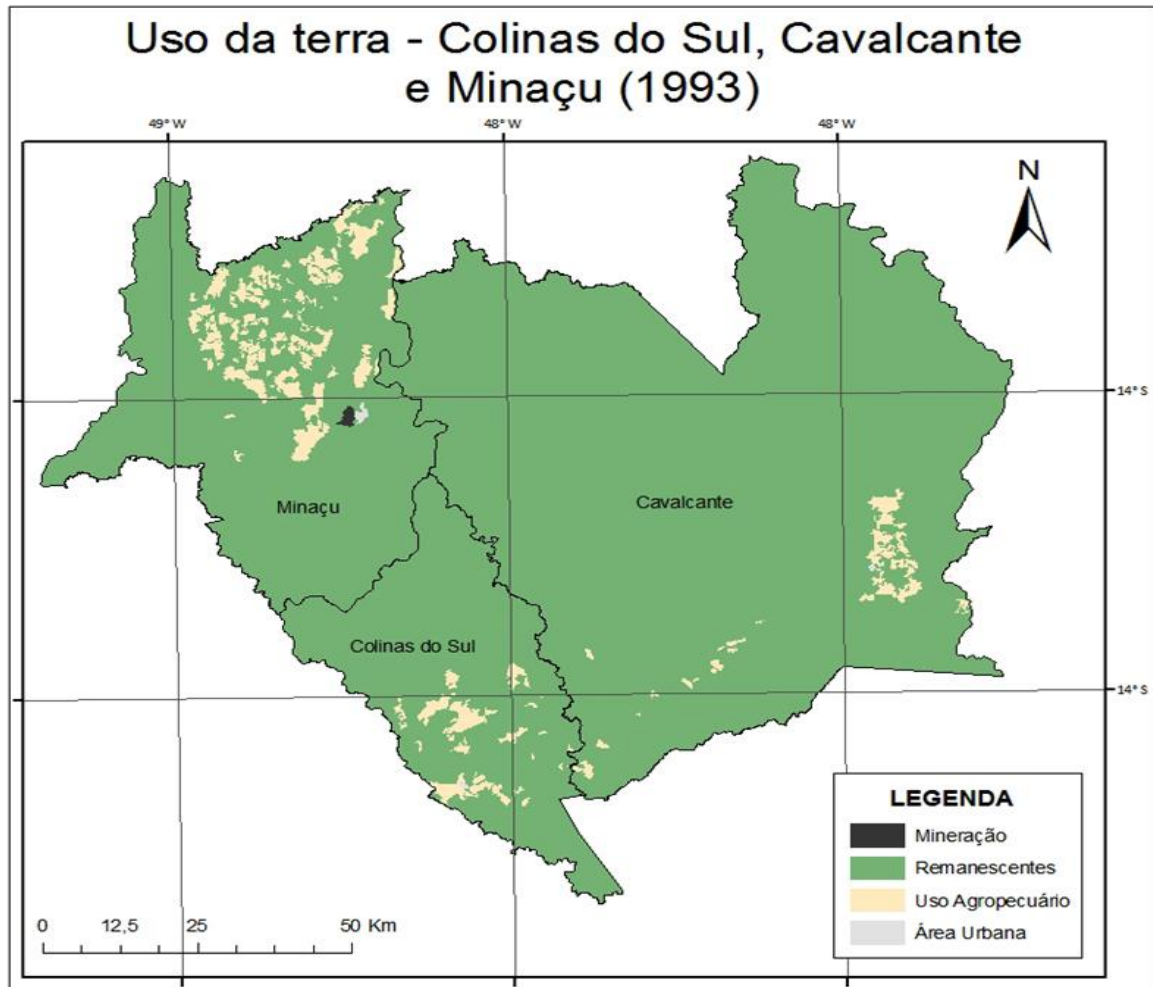 Uso da terra - Colinas do Sul, Cavalcante
e Minaçu (1993)
49° W
48° W
48° W
N
14° S
Minaçu
Cavalcante
Colinas do Sul
14° S
LEGENDA
Mineração
Remanescentes
Uso Agropecuário
Área Urbana
0 12,5 25 50 Km